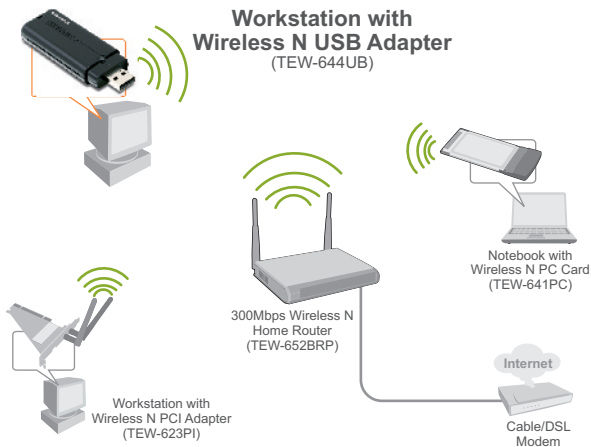 Workstation with
Wireless N USB Adapter
(TEW-644UB)
Notebook with
Wireless N PC Card
(TEW-641PC)
300Mbps Wireless N
Home Router
(TEW-652BRP)
Internet
Workstation with
Wireless N PCI Adapter
(TEW-623PI)
Cable/DSL
Modem